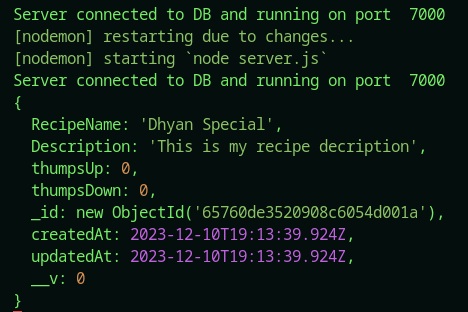 Server connected to DB and running on port  7000
[nodemon] restarting due to changes...
[nodemon] starting `node server.js`
Server connected to DB and running on port  7000
{
  RecipeName: 'Dhyan Special',
  Description: 'This is my recipe decription',
  thumpsUp: 0,
  thumpsDown: 0,
  _id: new ObjectId('65760de3520908c6054d001a'),
  createdAt: 2023-12-10T19:13:39.924Z,
  updatedAt: 2023-12-10T19:13:39.924Z,
  __v: 0
}